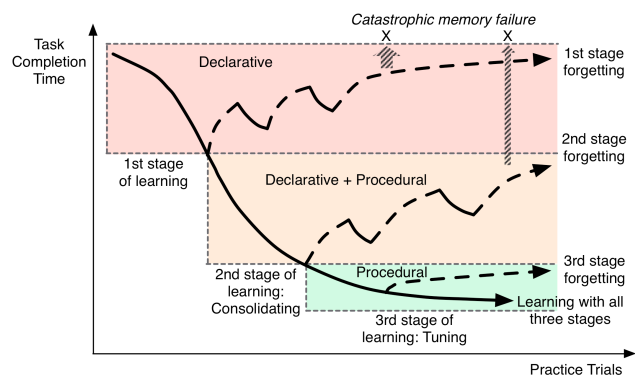 Catastrophic memory failure
X
X
Task
Completion
Time
Declarative
1st stage
forgetting
2nd stage
forgetting
1st stage
of learning
Declarative + Procedural
3rd stage
forgetting
2nd stage of
learning:
Consolidating
Procedural
Learning with all
three stages
3rd stage of
learning: Tuning
Practice Trials